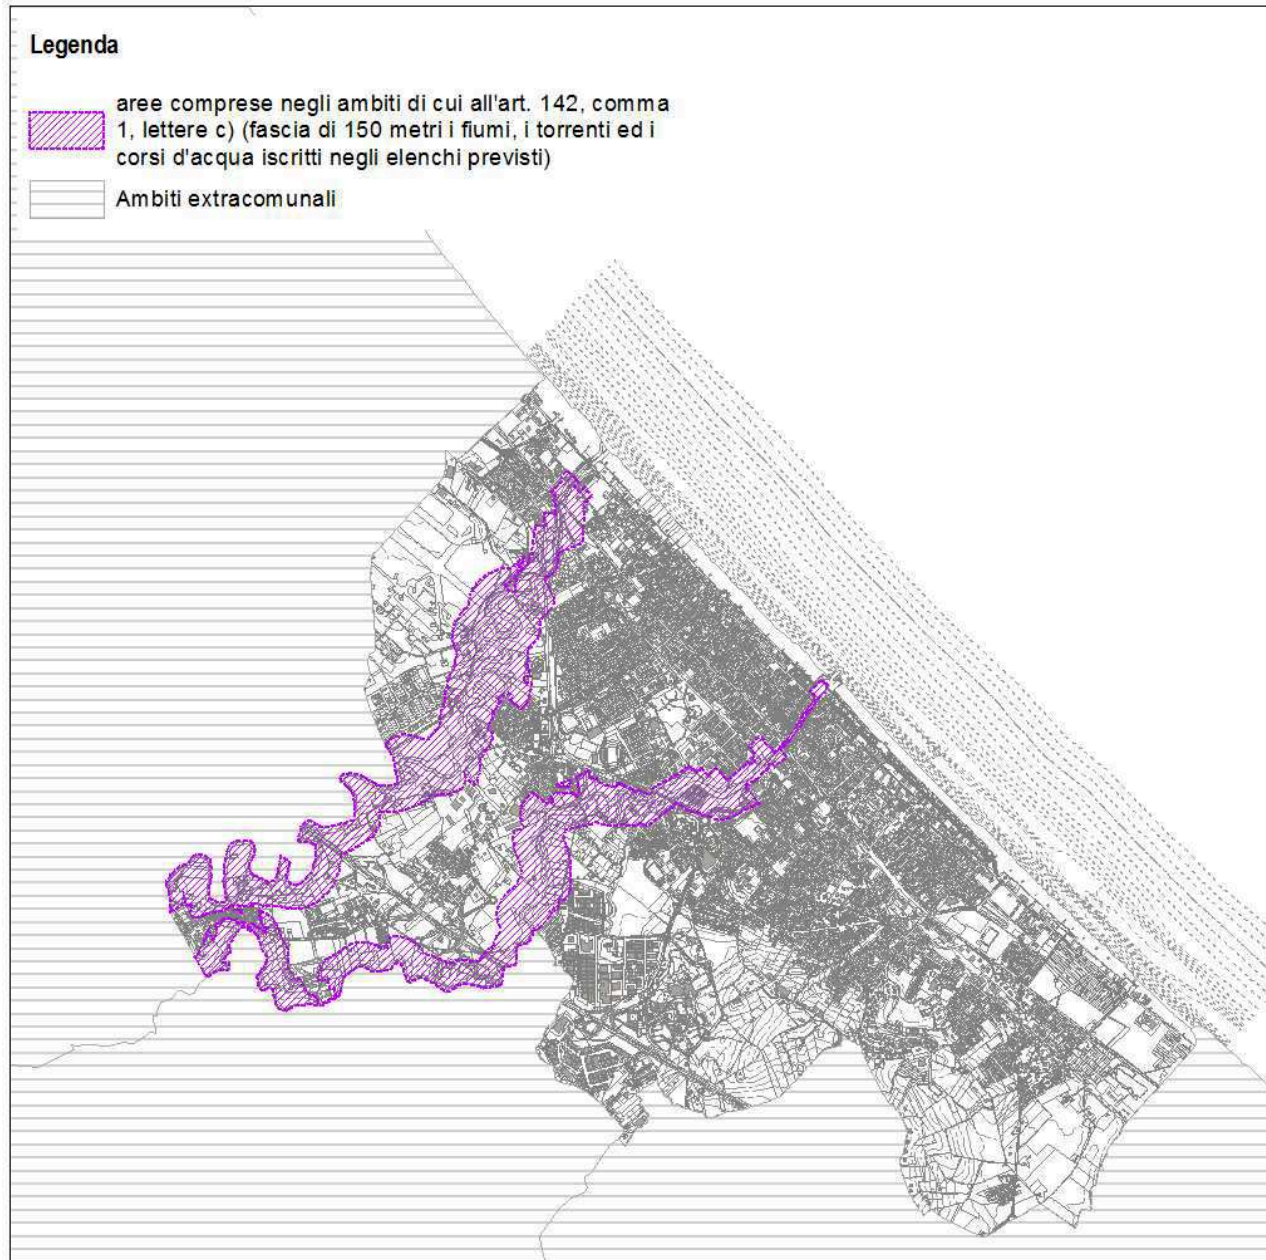 Legenda
aree comprese negli ambiti di cui all'art. 142, comma
1, lettere c) (fascia di 150 metri i fiumi, i torrenti ed i
corsi d'acqua iscritti negli elenchi previsti)
Ambiti extracomunali